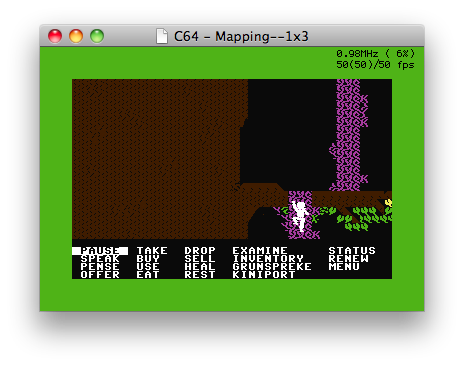 C64 - Mapping--1x3
0.98MHz ( 6%)
50(50)/50 fps
PAUSE TAKE DROP EXAMINE STATUS
SPEAK BUY SELL INVENTORY RENEW
PENSE USE HEAL GRUNSPREKE MENU
OFFER EAT REST KINIPORT